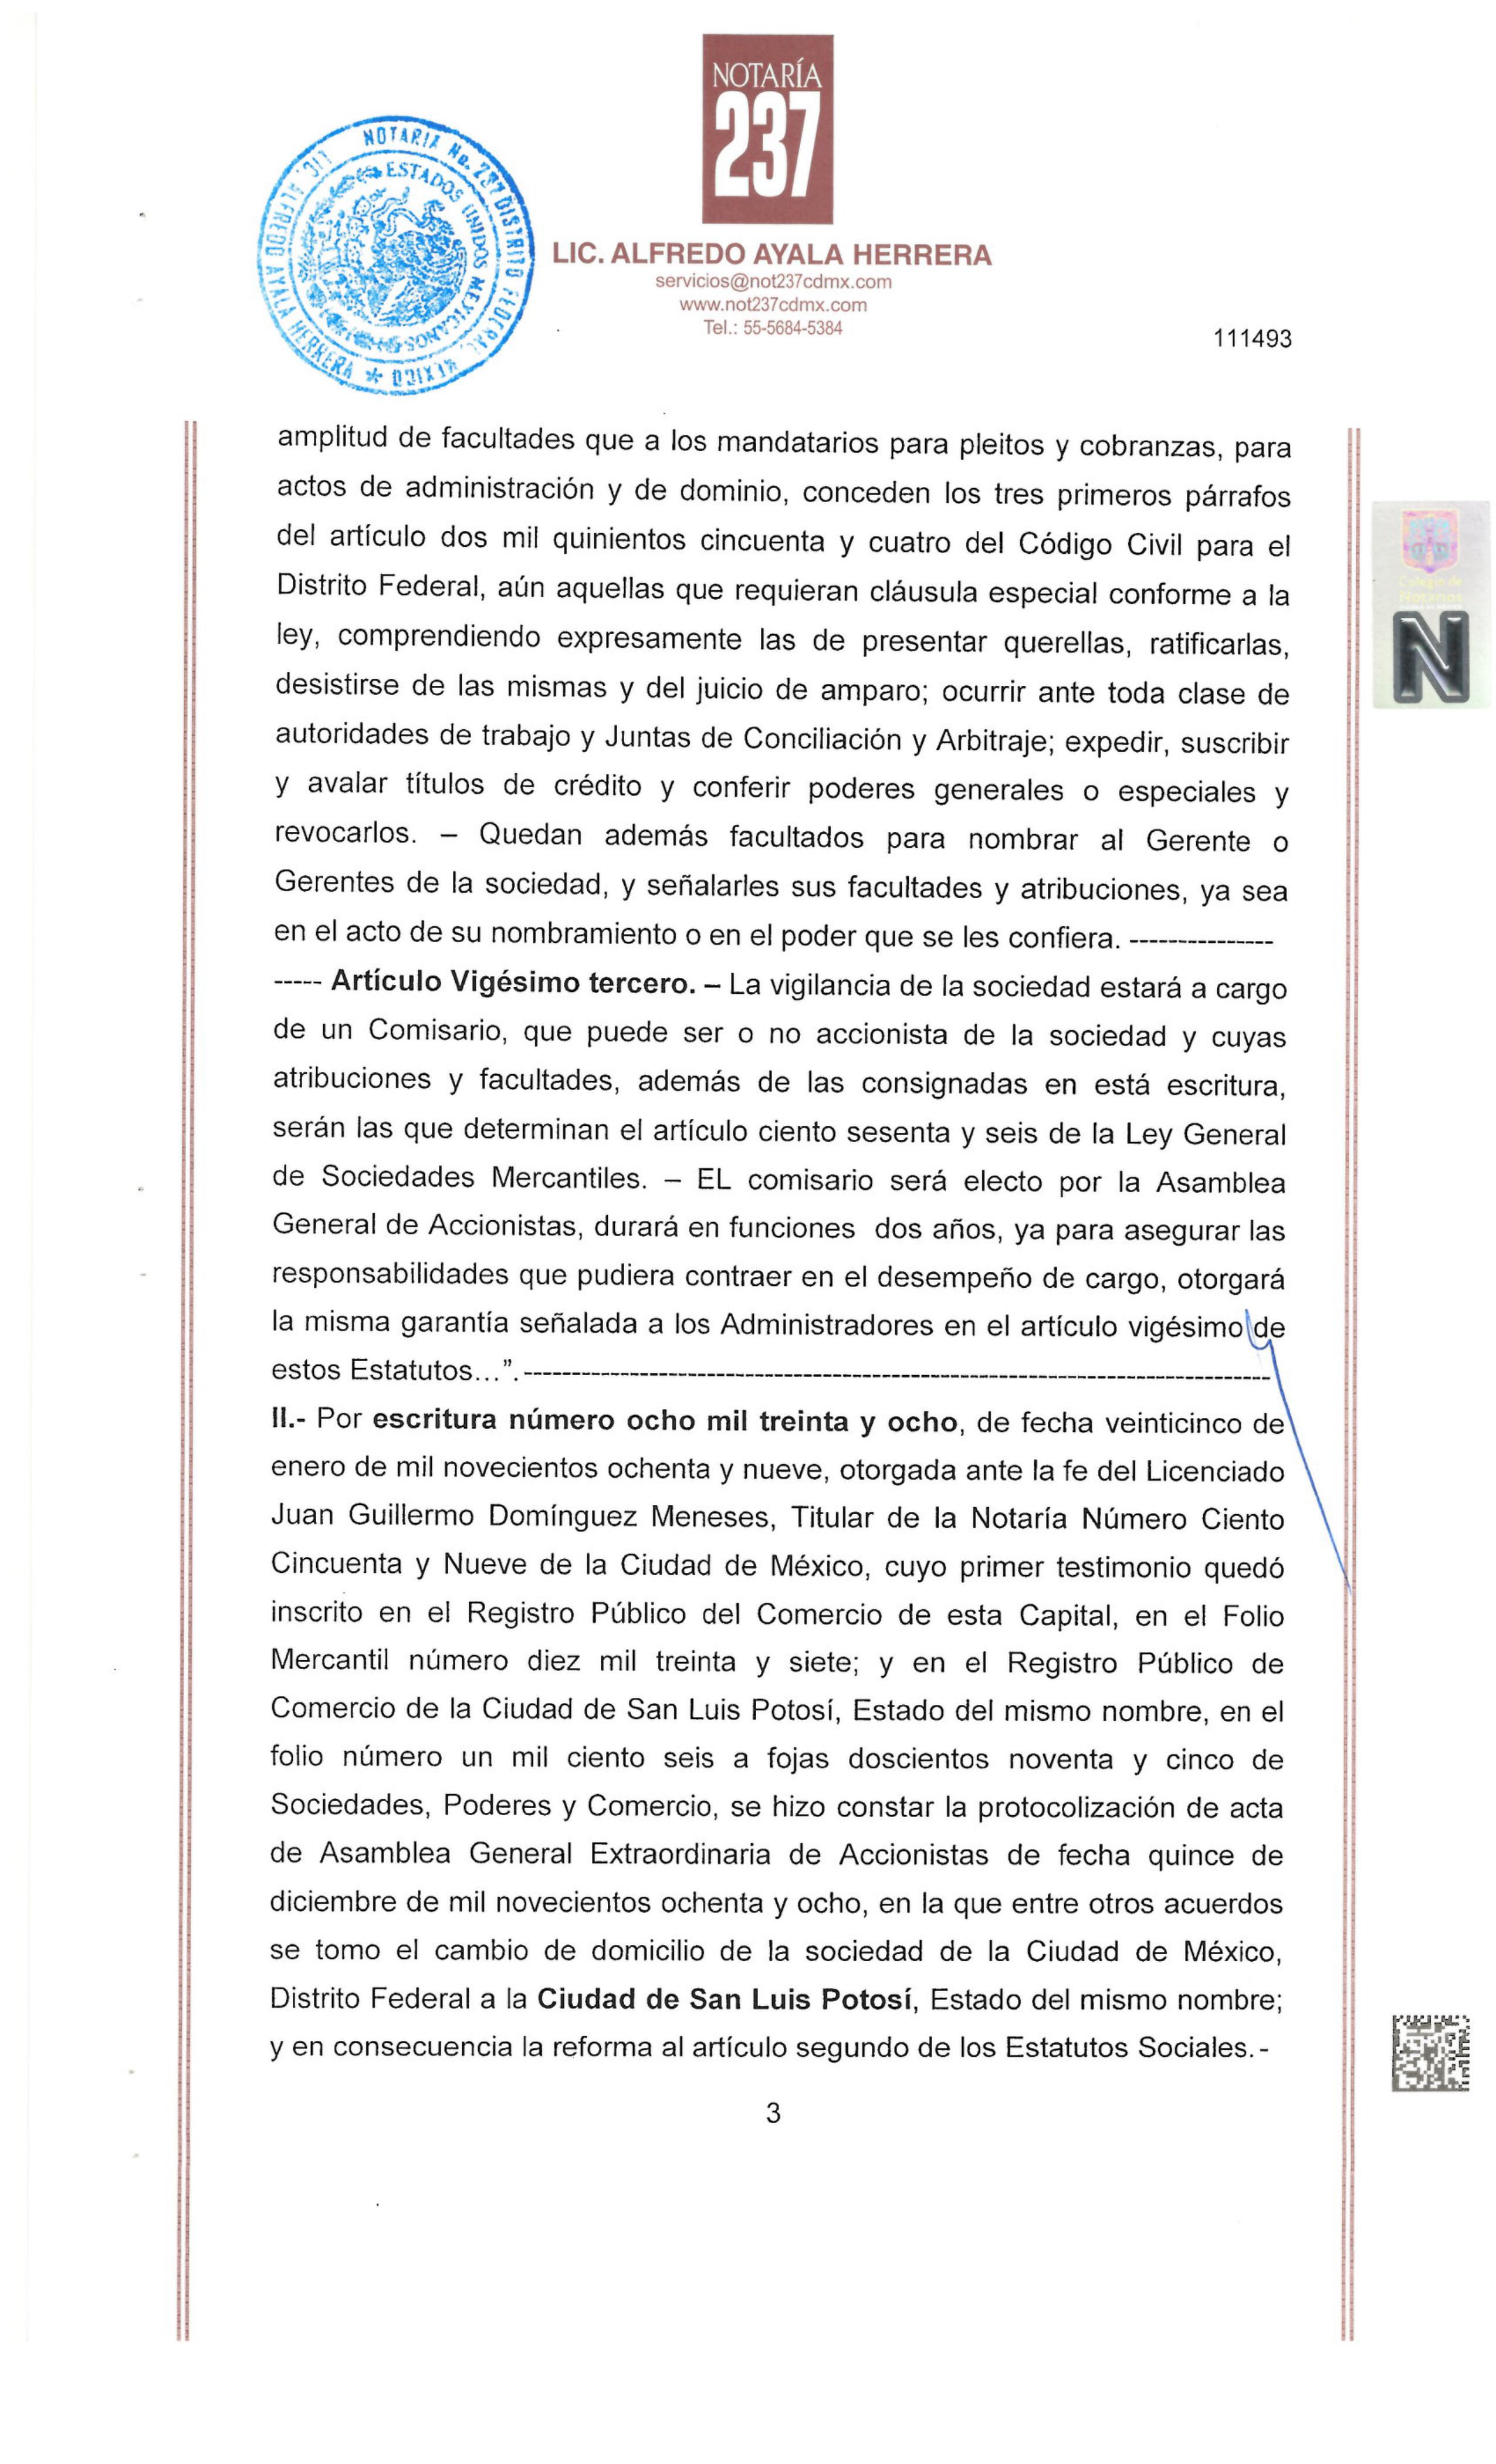 NOTARÍA
237
LIC. ALFREDO AYALA HERRERA
servicios@not237cdmx.com
www.not237cdmx.com
Tel.: 55-5684-5384
NOTARIA No. 237 DISTRITO FEDERAL, MEXICO * LIC. ALFREDO AYALA HERRERA
ESTADOS UNIDOS MEXICANOS
111493
amplitud de facultades que a los mandatarios para pleitos y cobranzas, para
actos de administración y de dominio, conceden los tres primeros párrafos
del artículo dos mil quinientos cincuenta y cuatro del Código Civil para el
Distrito Federal, aún aquellas que requieran cláusula especial conforme a la
ley, comprendiendo expresamente las de presentar querellas, ratificarlas,
desistirse de las mismas y del juicio de amparo; ocurrir ante toda clase de
autoridades de trabajo y Juntas de Conciliación y Arbitraje; expedir, suscribir
y avalar títulos de crédito y conferir poderes generales o especiales y
revocarlos. – Quedan además facultados para nombrar al Gerente o
Gerentes de la sociedad, y señalarles sus facultades y atribuciones, ya sea
en el acto de su nombramiento o en el poder que se les confiera. ---------------
----- Artículo Vigésimo tercero. – La vigilancia de la sociedad estará a cargo
de un Comisario, que puede ser o no accionista de la sociedad y cuyas
atribuciones y facultades, además de las consignadas en está escritura,
serán las que determinan el artículo ciento sesenta y seis de la Ley General
de Sociedades Mercantiles. – EL comisario será electo por la Asamblea
General de Accionistas, durará en funciones dos años, ya para asegurar las
responsabilidades que pudiera contraer en el desempeño de cargo, otorgará
la misma garantía señalada a los Administradores en el artículo vigésimo de
estos Estatutos...”.------------------------------------------------------------------------------
II.- Por escritura número ocho mil treinta y ocho, de fecha veinticinco de
enero de mil novecientos ochenta y nueve, otorgada ante la fe del Licenciado
Juan Guillermo Domínguez Meneses, Titular de la Notaría Número Ciento
Cincuenta y Nueve de la Ciudad de México, cuyo primer testimonio quedó
inscrito en el Registro Público del Comercio de esta Capital, en el Folio
Mercantil número diez mil treinta y siete; y en el Registro Público de
Comercio de la Ciudad de San Luis Potosí, Estado del mismo nombre, en el
folio número un mil ciento seis a fojas doscientos noventa y cinco de
Sociedades, Poderes y Comercio, se hizo constar la protocolización de acta
de Asamblea General Extraordinaria de Accionistas de fecha quince de
diciembre de mil novecientos ochenta y ocho, en la que entre otros acuerdos
se tomo el cambio de domicilio de la sociedad de la Ciudad de México,
Distrito Federal a la Ciudad de San Luis Potosí, Estado del mismo nombre;
y en consecuencia la reforma al artículo segundo de los Estatutos Sociales. -
3
Colegio de
Notarios
N